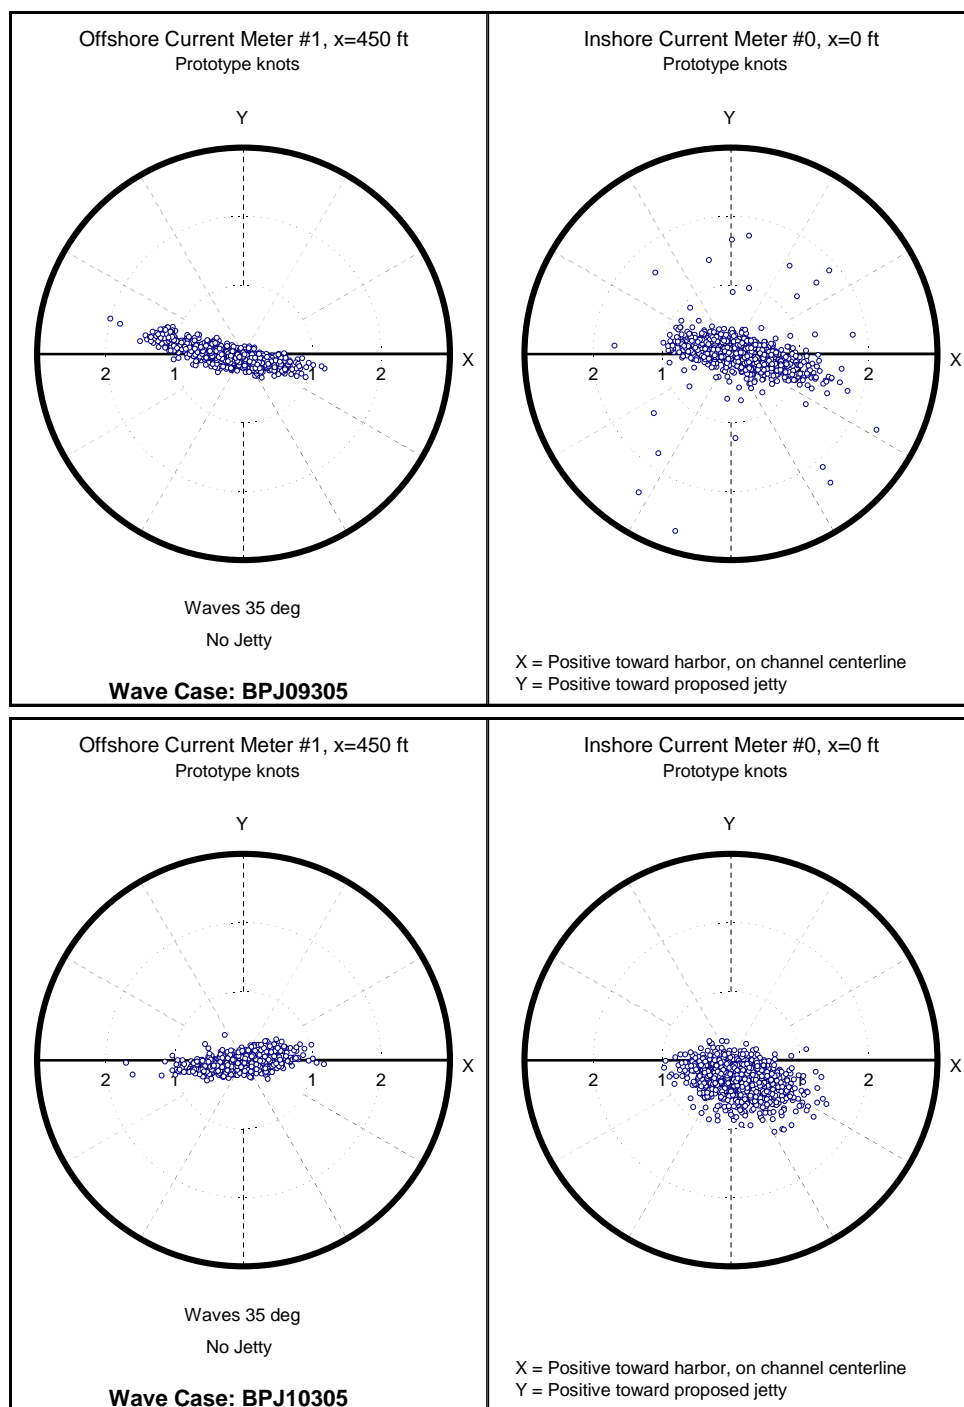 Offshore Current Meter #1, x=450 ft
Prototype knots
Y
X
2 1 1 2
Waves 35 deg
No Jetty
Wave Case: BPJ09305
Inshore Current Meter #0, x=0 ft
Prototype knots
Y
X
2 1 1 2
X = Positive toward harbor, on channel centerline
Y = Positive toward proposed jetty
Offshore Current Meter #1, x=450 ft
Prototype knots
Y
X
2 1 1 2
Waves 35 deg
No Jetty
Wave Case: BPJ10305
Inshore Current Meter #0, x=0 ft
Prototype knots
Y
X
2 1 1 2
X = Positive toward harbor, on channel centerline
Y = Positive toward proposed jetty